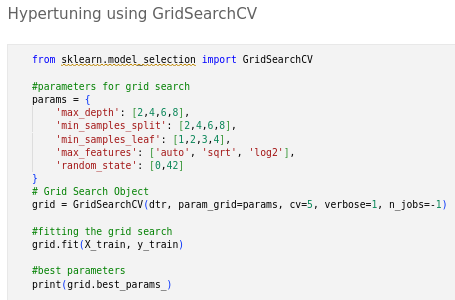 Hypertuning using GridSearchCV
from sklearn.model_selection import GridSearchCV
#parameters for grid search
params = {
    'max_depth': [2,4,6,8],
    'min_samples_split': [2,4,6,8],
    'min_samples_leaf': [1,2,3,4],
    'max_features': ['auto', 'sqrt', 'log2'],
    'random_state': [0,42]
}
# Grid Search Object
grid = GridSearchCV(dtr, param_grid=params, cv=5, verbose=1, n_jobs=-1)
#fitting the grid search
grid.fit(X_train, y_train)
#best parameters
print(grid.best_params_)